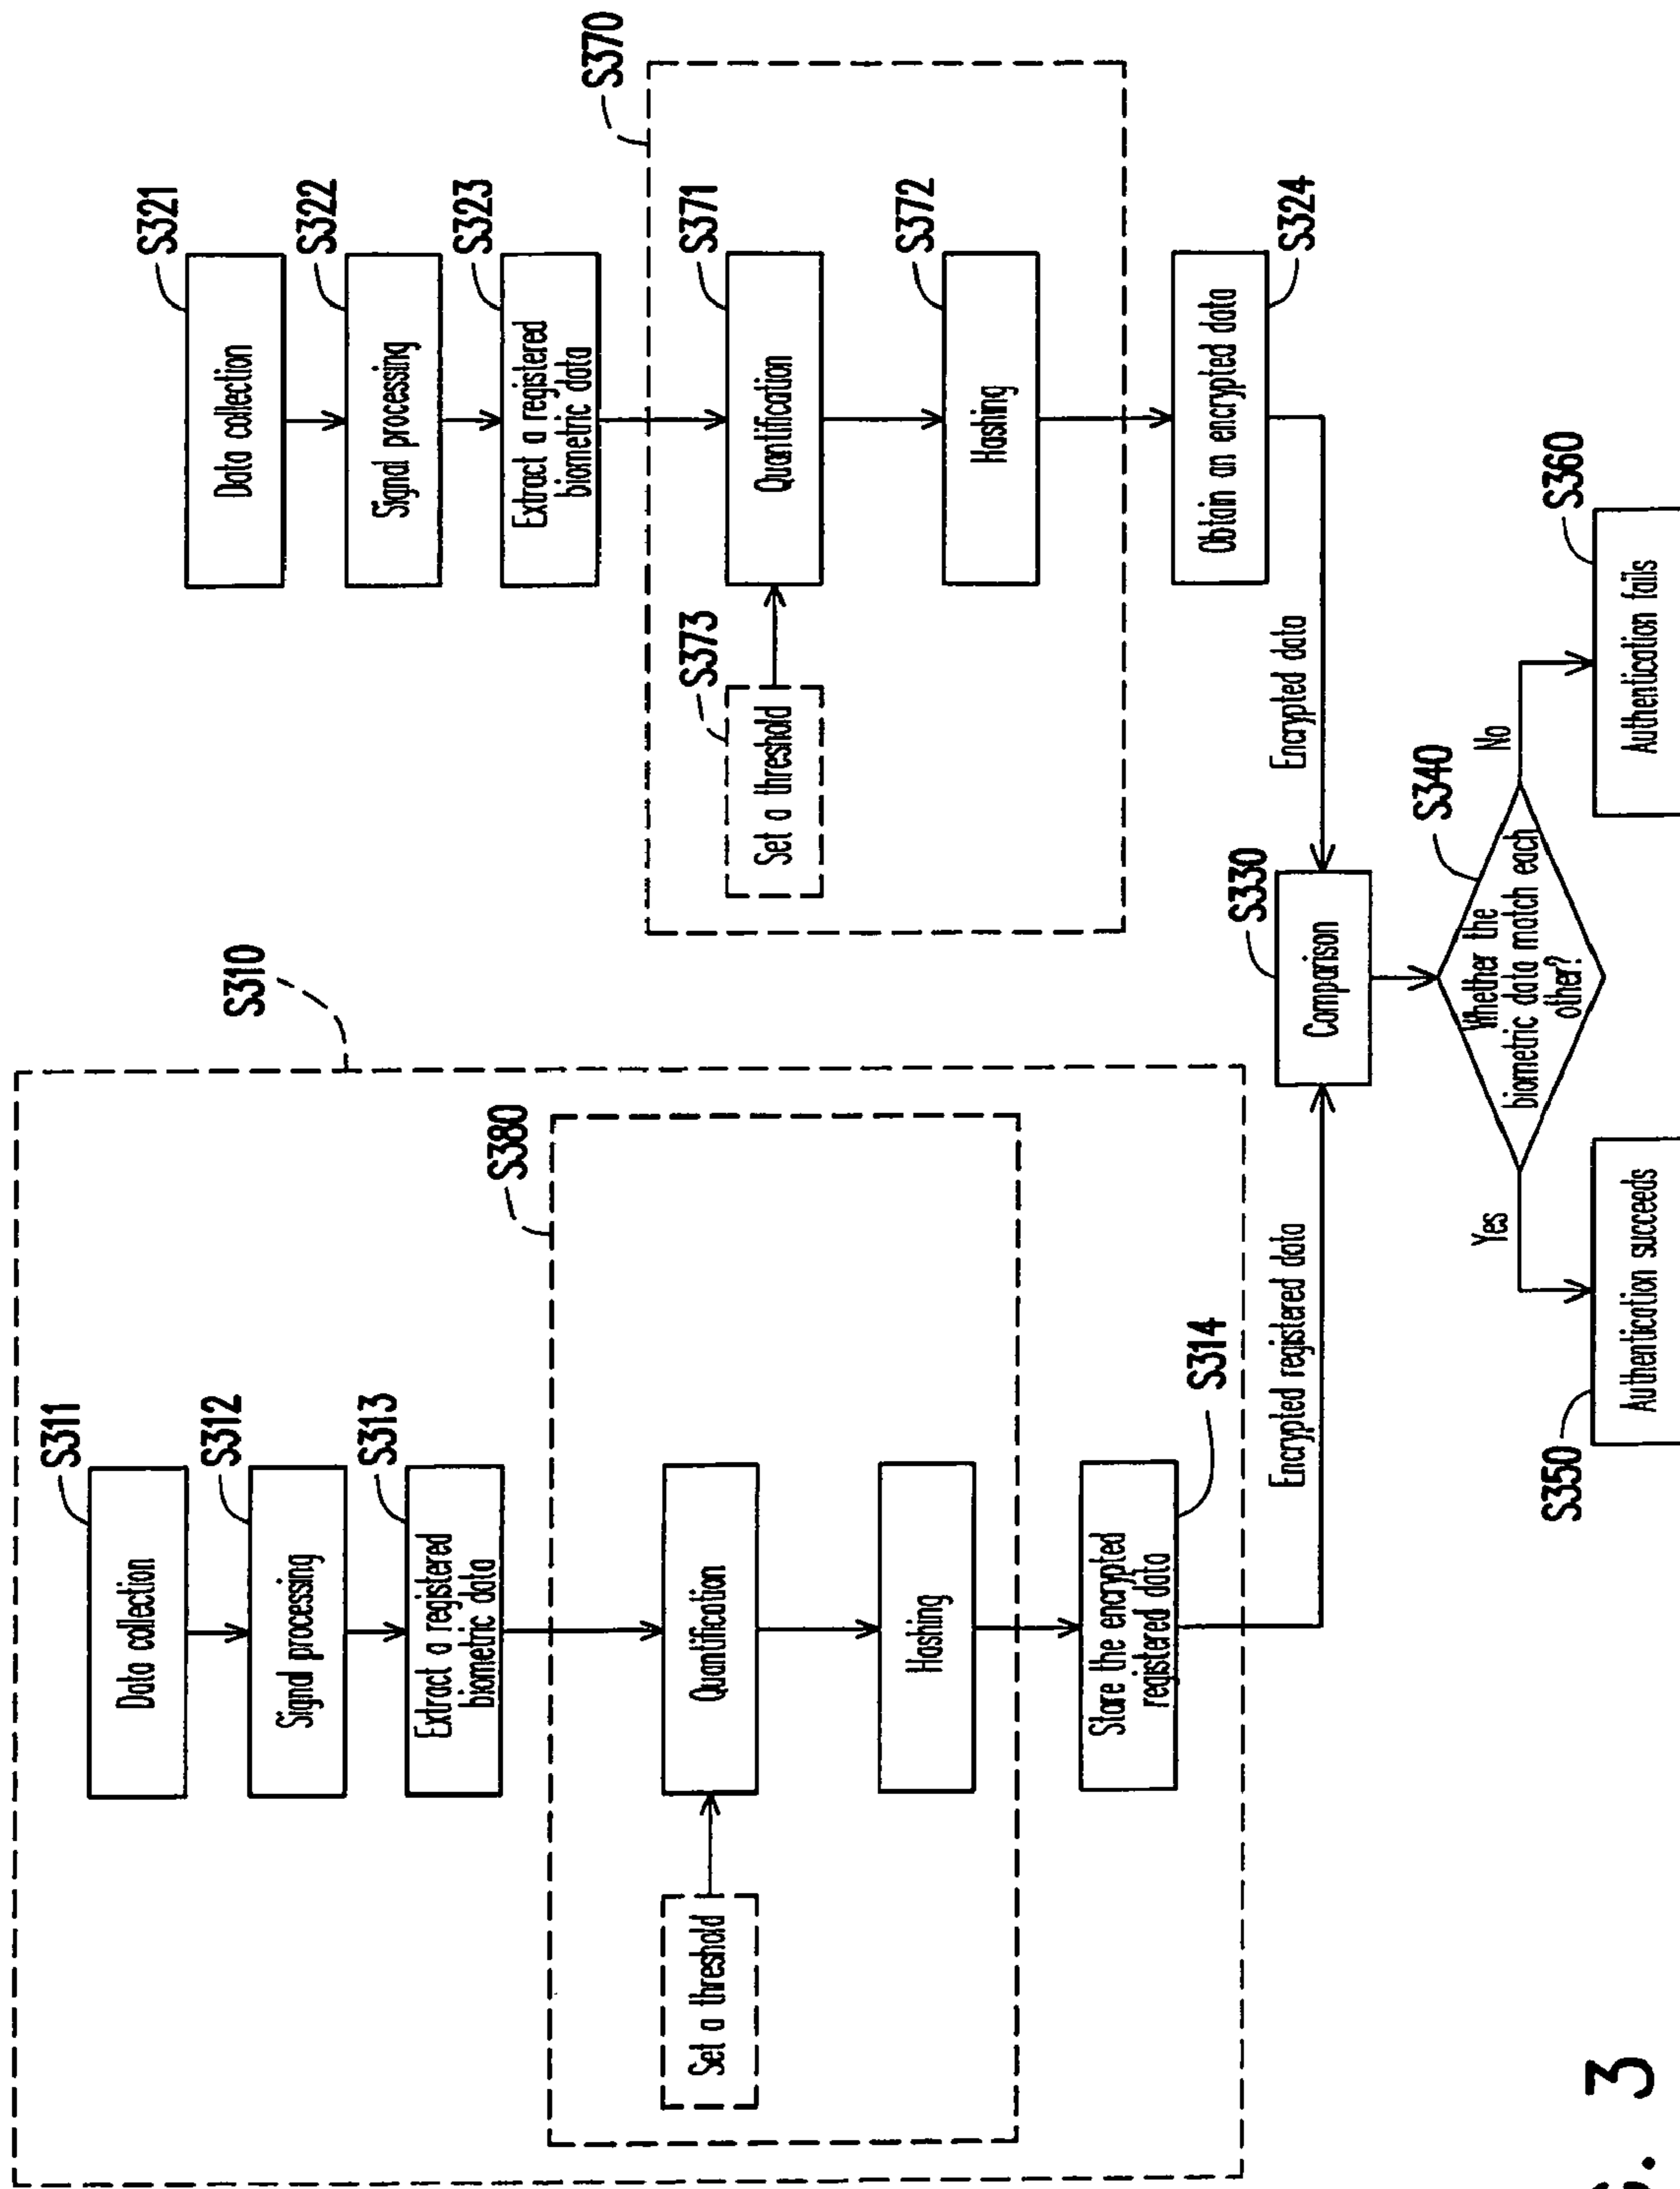 S310
S311
Data collection
S312
Signal processing
S313
Extract a registered
biometric data
S380
Set a threshold
Quantification
Hashing
S314
Store the encrypted
registered data
Encrypted registered data
S321
Data collection
S322
Signal processing
S323
Extract a registered
biometric data
S370
S373
Set a threshold
S371
Quantification
S372
Hashing
S324
Obtain an encrypted data
Encrypted data
S330
Comparison
S340
Whether the
biometric data match each
other?
Yes
No
S350
Authentication succeeds
S360
Authentication fails
. 3